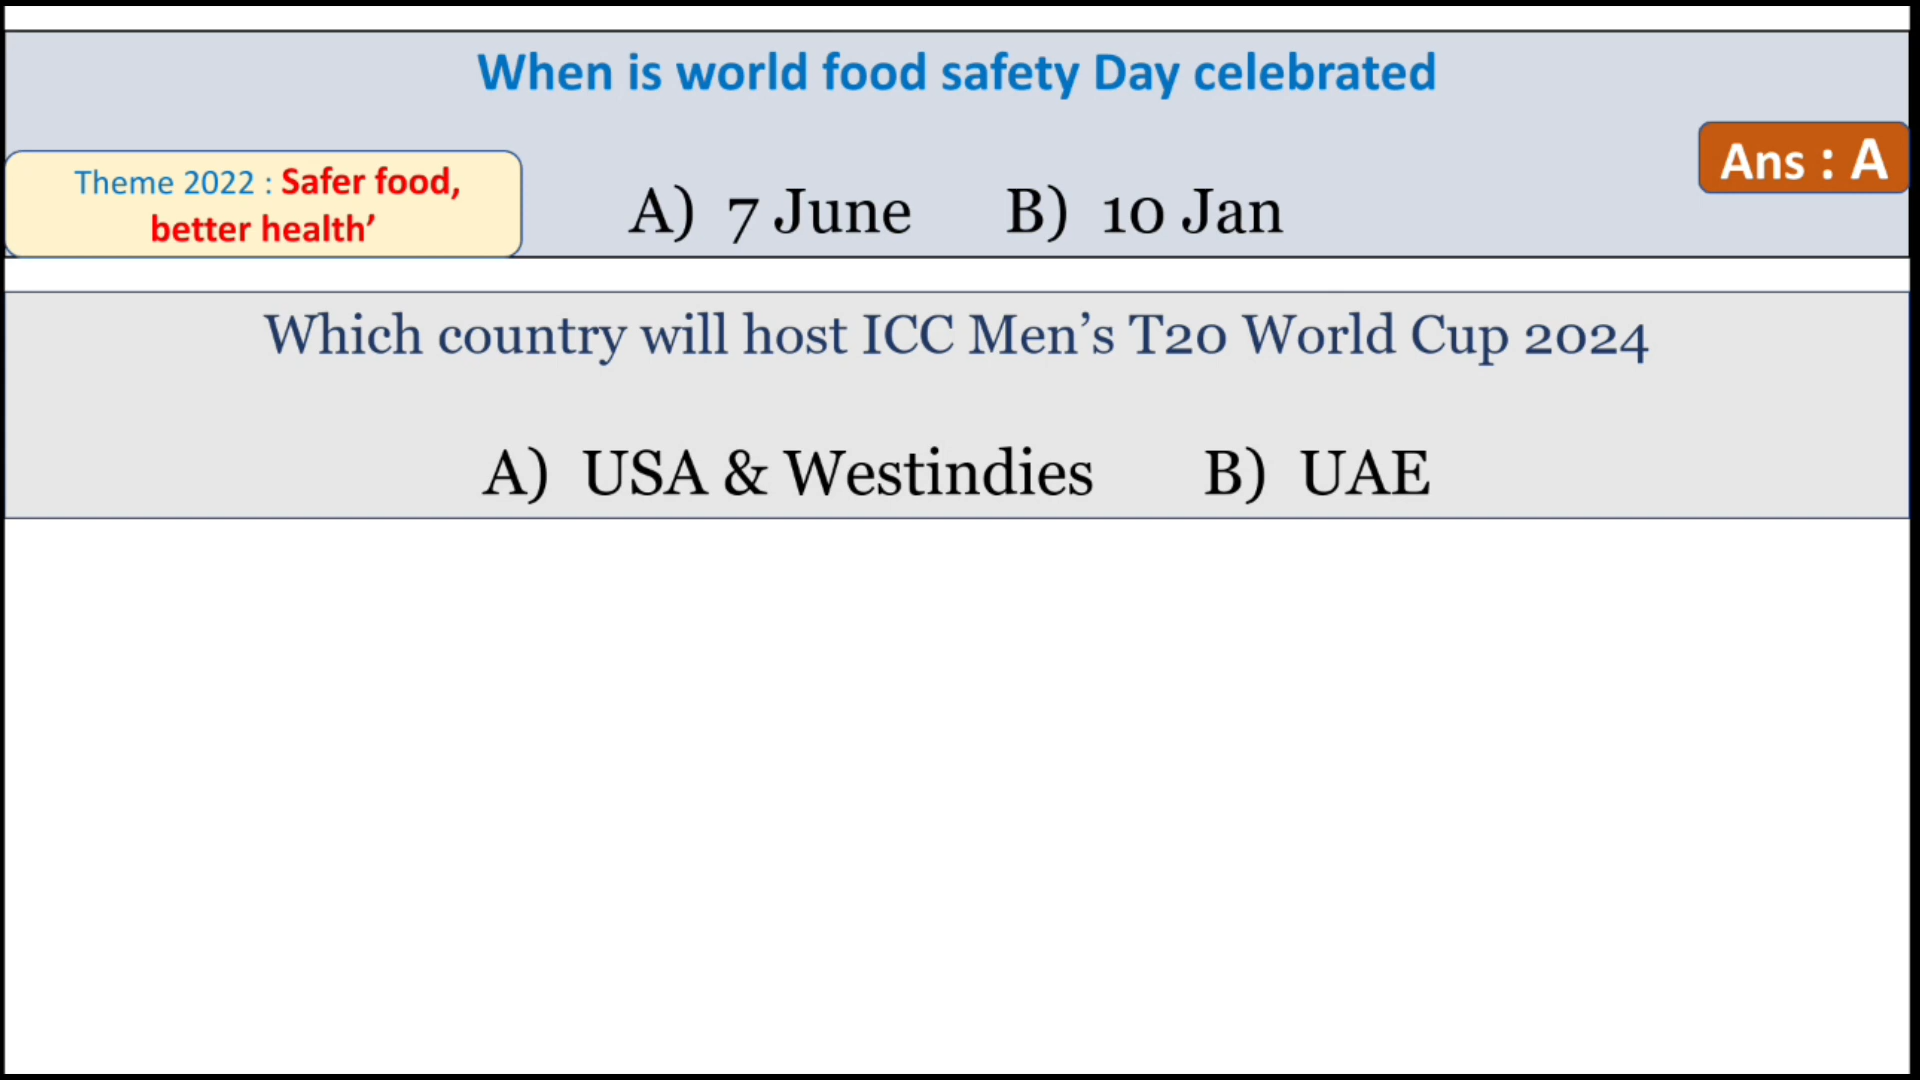 When is world food safety Day celebrated
Ans : A
Theme 2022 : Safer food,
better health’
A) 7 June B) 10 Jan
Which country will host ICC Men’s T20 World Cup 2024
A) USA & Westindies B) UAE